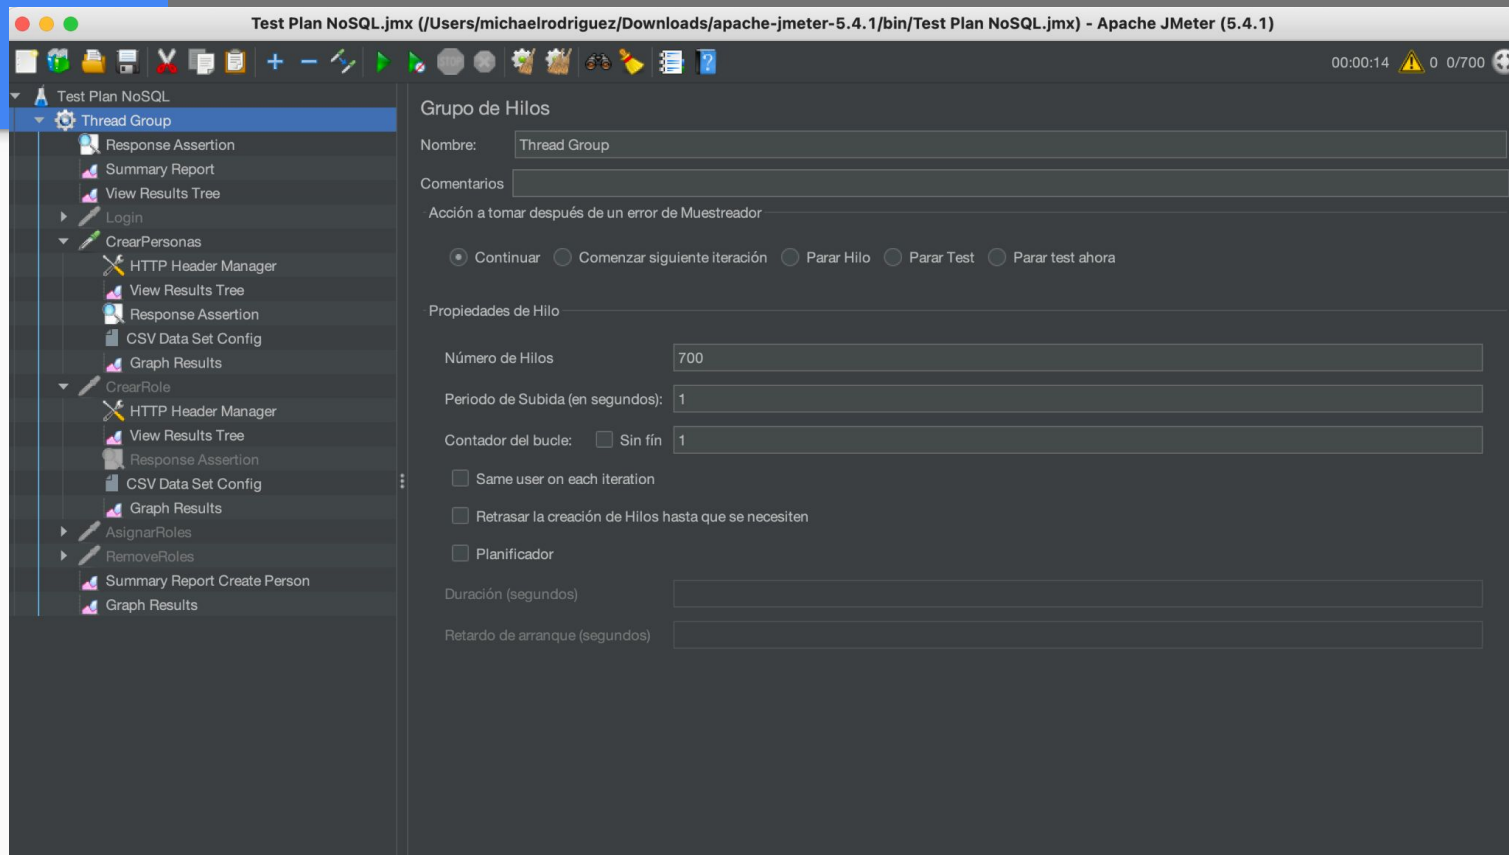 Test Plan NoSQL.jmx (/Users/michaelrodriguez/Downloads/apache-jmeter-5.4.1/bin/Test Plan NoSQL.jmx) - Apache JMeter (5.4.1)
STOP
00:00:14 0 0/700
Test Plan NoSQL
Thread Group
Response Assertion
Summary Report
View Results Tree
Login
CrearPersonas
HTTP Header Manager
View Results Tree
Response Assertion
CSV Data Set Config
Graph Results
CrearRole
HTTP Header Manager
View Results Tree
Response Assertion
CSV Data Set Config
Graph Results
AsignarRoles
RemoveRoles
Summary Report Create Person
Graph Results
Grupo de Hilos
Nombre: Thread Group
Comentarios
Acción a tomar después de un error de Muestreador
Continuar Comenzar siguiente iteración Parar Hilo Parar Test Parar test ahora
Propiedades de Hilo
Número de Hilos 700
Periodo de Subida (en segundos): 1
Contador del bucle: Sin fín 1
Same user on each iteration
Retrasar la creación de Hilos hasta que se necesiten
Planificador
Duración (segundos)
Retardo de arranque (segundos)